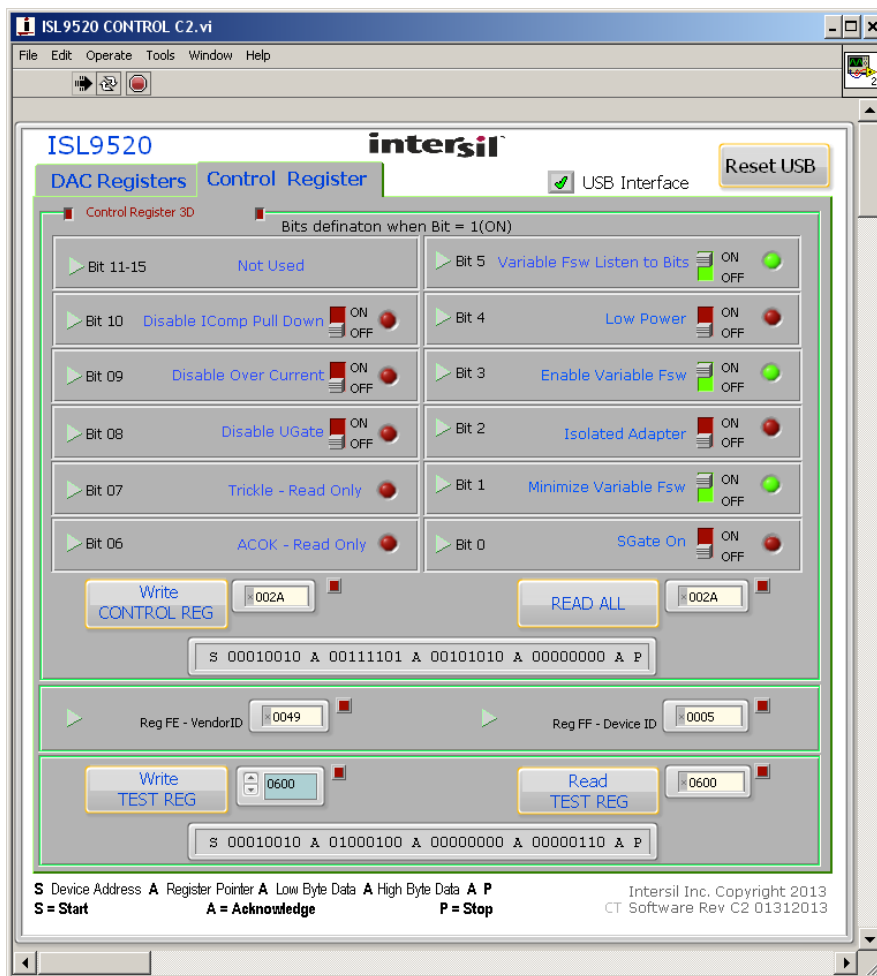 ISL9520 CONTROL C2.vi
File Edit Operate Tools Window Help
2
ISL9520
intersil
Reset USB
DAC Registers
Control Register
USB Interface
Control Register 3D
Bits definaton when Bit = 1(ON)
Bit 11-15 Not Used
Bit 5 Variable Fsw Listen to Bits ON OFF
Bit 10 Disable IComp Pull Down ON OFF
Bit 4 Low Power ON OFF
Bit 09 Disable Over Current ON OFF
Bit 3 Enable Variable Fsw ON OFF
Bit 08 Disable UGate ON OFF
Bit 2 Isolated Adapter ON OFF
Bit 07 Trickle - Read Only
Bit 1 Minimize Variable Fsw ON OFF
Bit 06 ACOK - Read Only
Bit 0 SGate On ON OFF
Write
CONTROL REG
×002A
READ ALL
×002A
S 00010010 A 00111101 A 00101010 A 00000000 A P
Reg FE - VendorID ×0049
Reg FF - Device ID ×0005
Write
TEST REG
0600
Read
TEST REG
×0600
S 00010010 A 01000100 A 00000000 A 00000110 A P
S Device Address A Register Pointer A Low Byte Data A High Byte Data A P
S = Start A = Acknowledge P = Stop
Intersil Inc. Copyright 2013
CT Software Rev C2 01312013